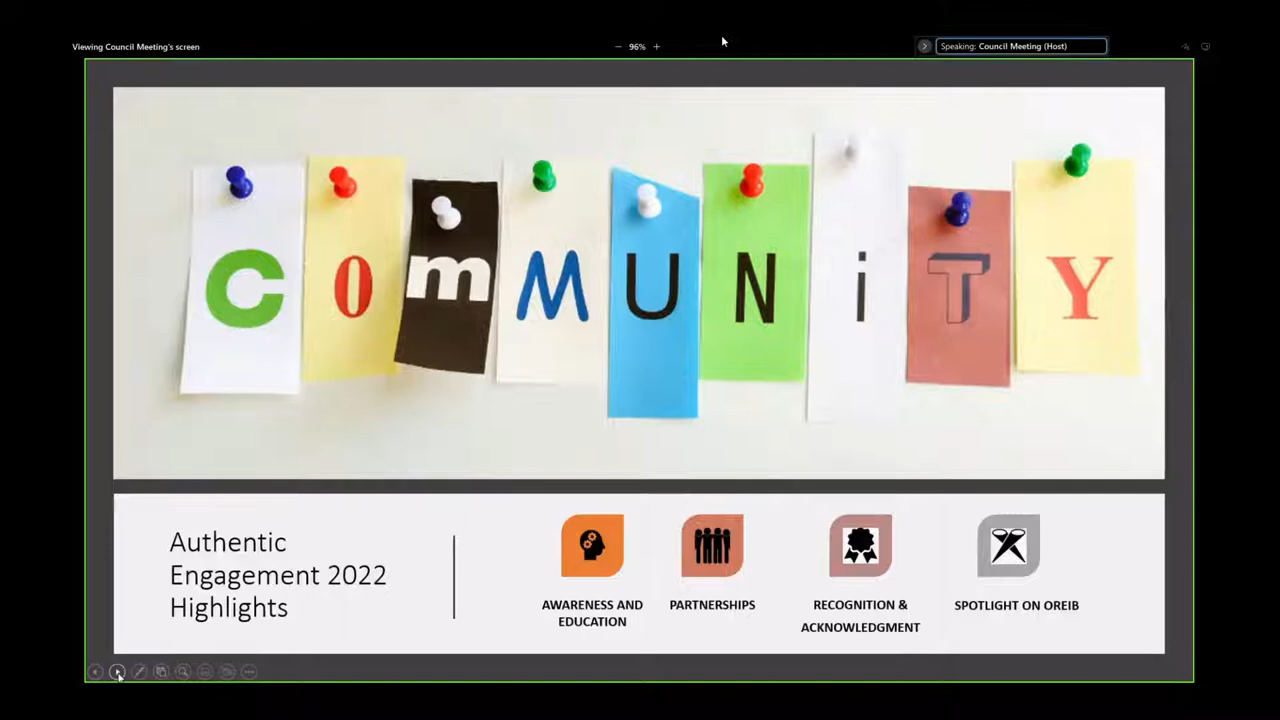 Viewing Council Meeting's screen
96%
Speaking: Council Meeting (Host)
COmMUNiTY
Authentic
Engagement 2022
Highlights
AWARENESS AND
EDUCATION
PARTNERSHIPS
RECOGNITION &
ACKNOWLEDGMENT
SPOTLIGHT ON OREIB